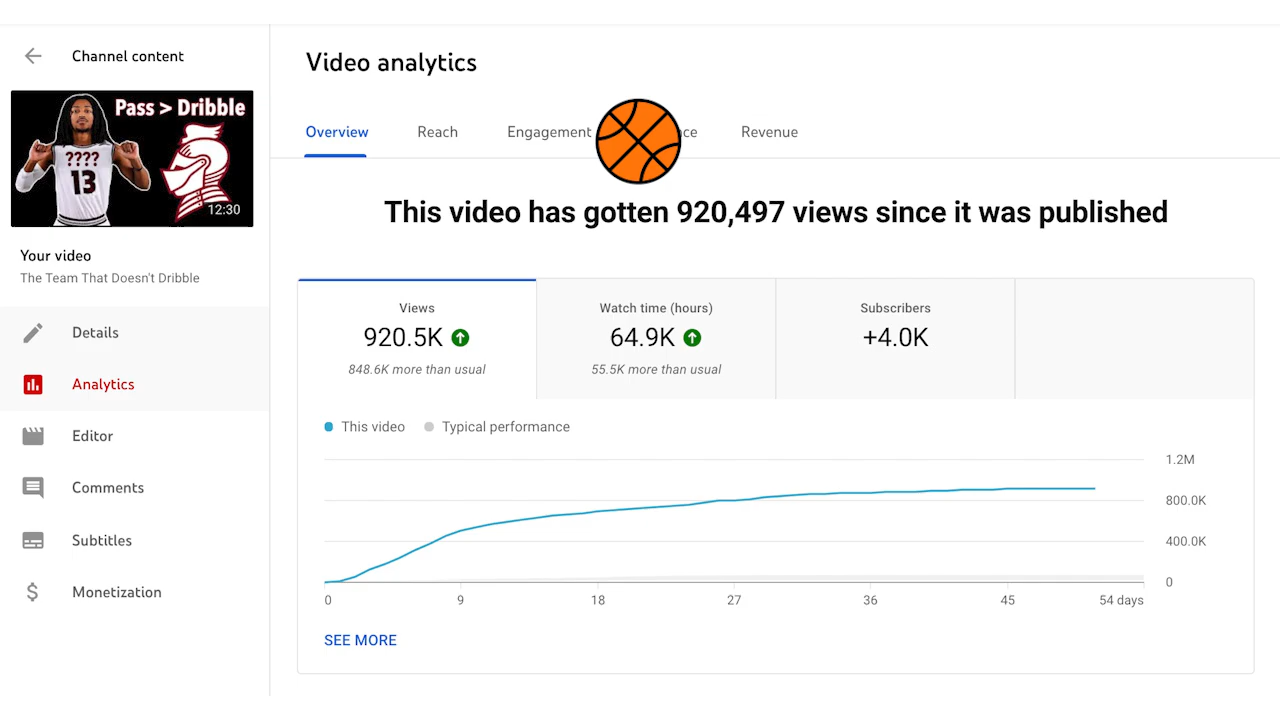 Channel content
Pass > Dribble
????
13
12:30
Your video
The Team That Doesn't Dribble
Details
Analytics
Editor
Comments
Subtitles
Monetization
Video analytics
Overview Reach Engagement nce Revenue
This video has gotten 920,497 views since it was published
Views
920.5K
848.6K more than usual
Watch time (hours)
64.9K
55.5K more than usual
Subscribers
+4.0K
This video Typical performance
1.2M
800.0K
400.0K
0
0 9 18 27 36 45 54 days
SEE MORE